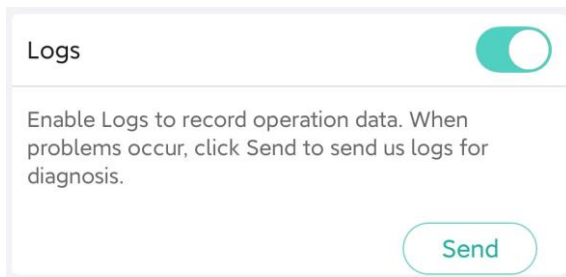 Logs
Enable Logs to record operation data. When
problems occur, click Send to send us logs for
diagnosis.
Send